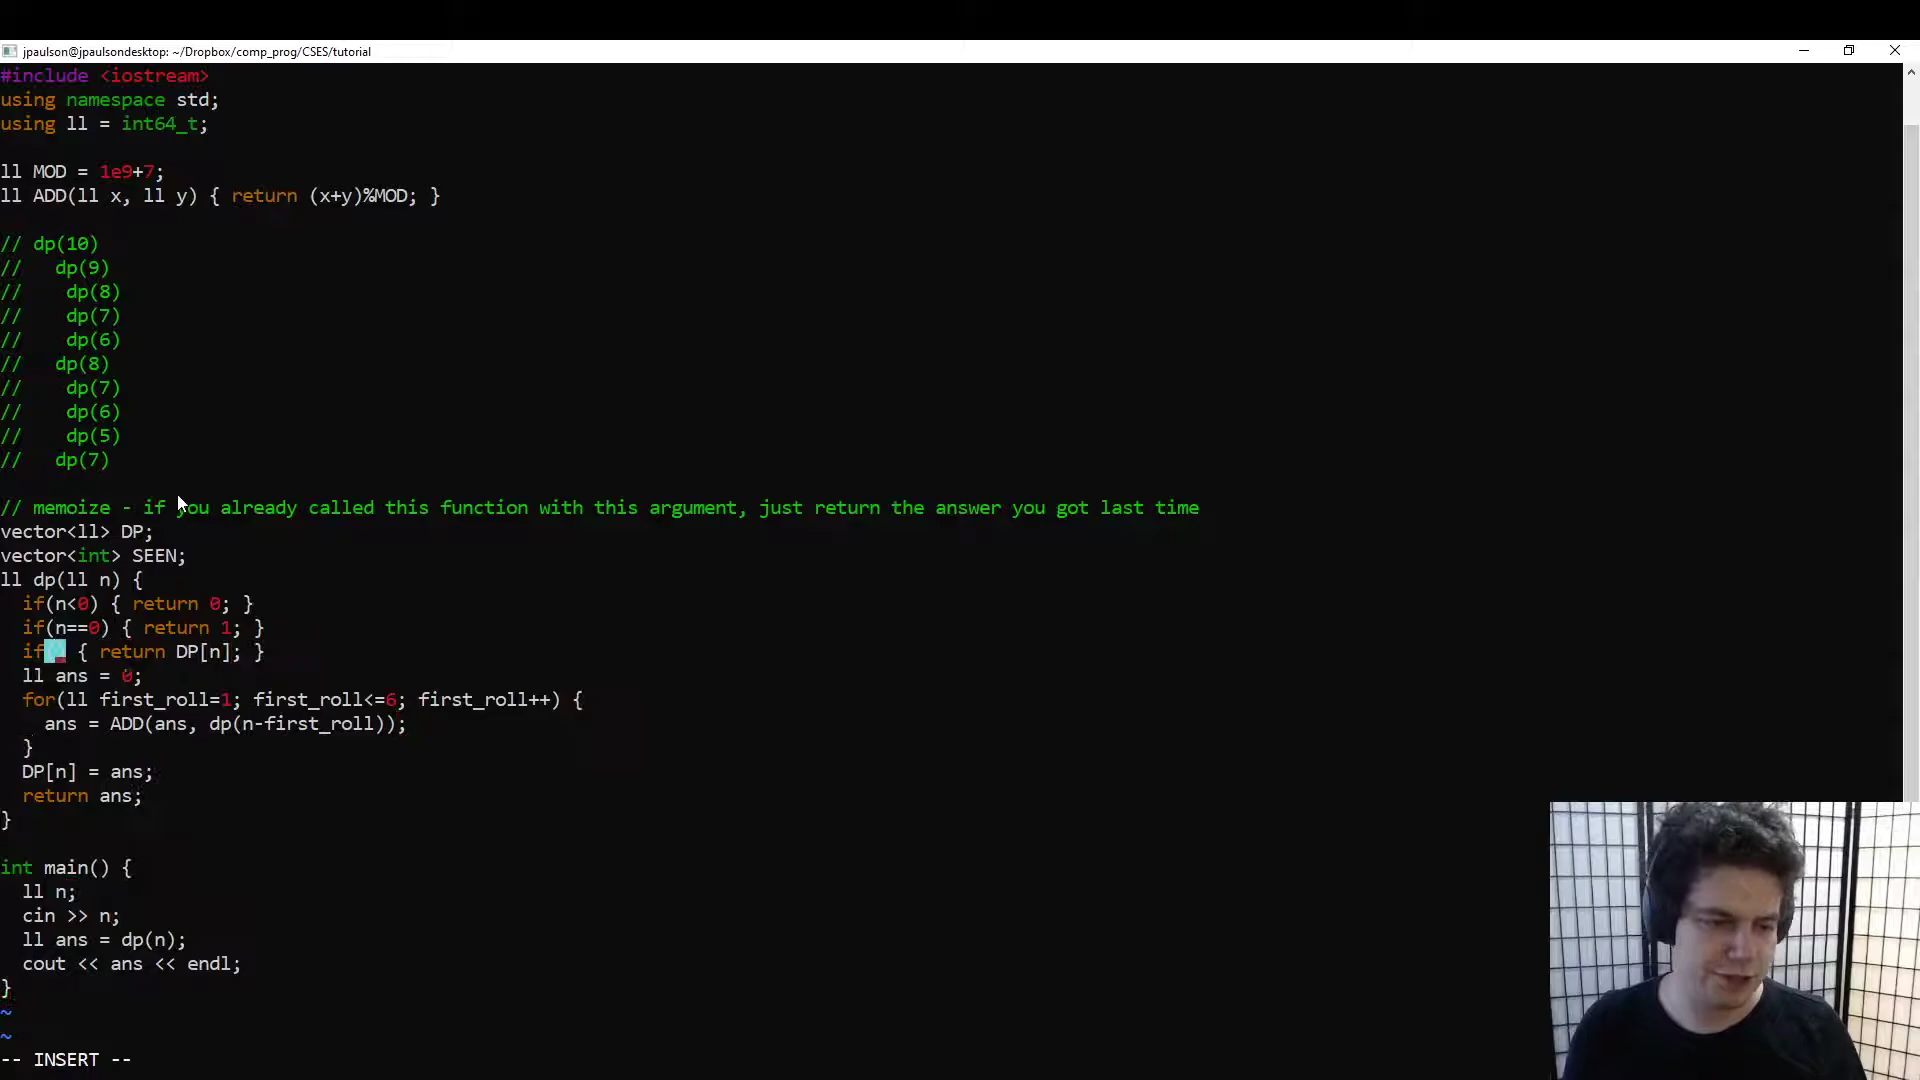 jpaulson@jpaulsondesktop: ~/Dropbox/comp_prog/CSES/tutorial
#include <iostream>
using namespace std;
using ll = int64_t;
ll MOD = 1e9+7;
ll ADD(ll x, ll y) { return (x+y)%MOD; }
// dp(10)
//   dp(9)
//    dp(8)
//    dp(7)
//    dp(6)
//   dp(8)
//    dp(7)
//    dp(6)
//    dp(5)
//   dp(7)
// memoize - if you already called this function with this argument, just return the answer you got last time
vector<ll> DP;
vector<int> SEEN;
ll dp(ll n) {
  if(n<0) { return 0; }
  if(n==0) { return 1; }
  if() { return DP[n]; }
  ll ans = 0;
  for(ll first_roll=1; first_roll<=6; first_roll++) {
    ans = ADD(ans, dp(n-first_roll));
  }
  DP[n] = ans;
  return ans;
}
int main() {
  ll n;
  cin >> n;
  ll ans = dp(n);
  cout << ans << endl;
}
~
~
-- INSERT --